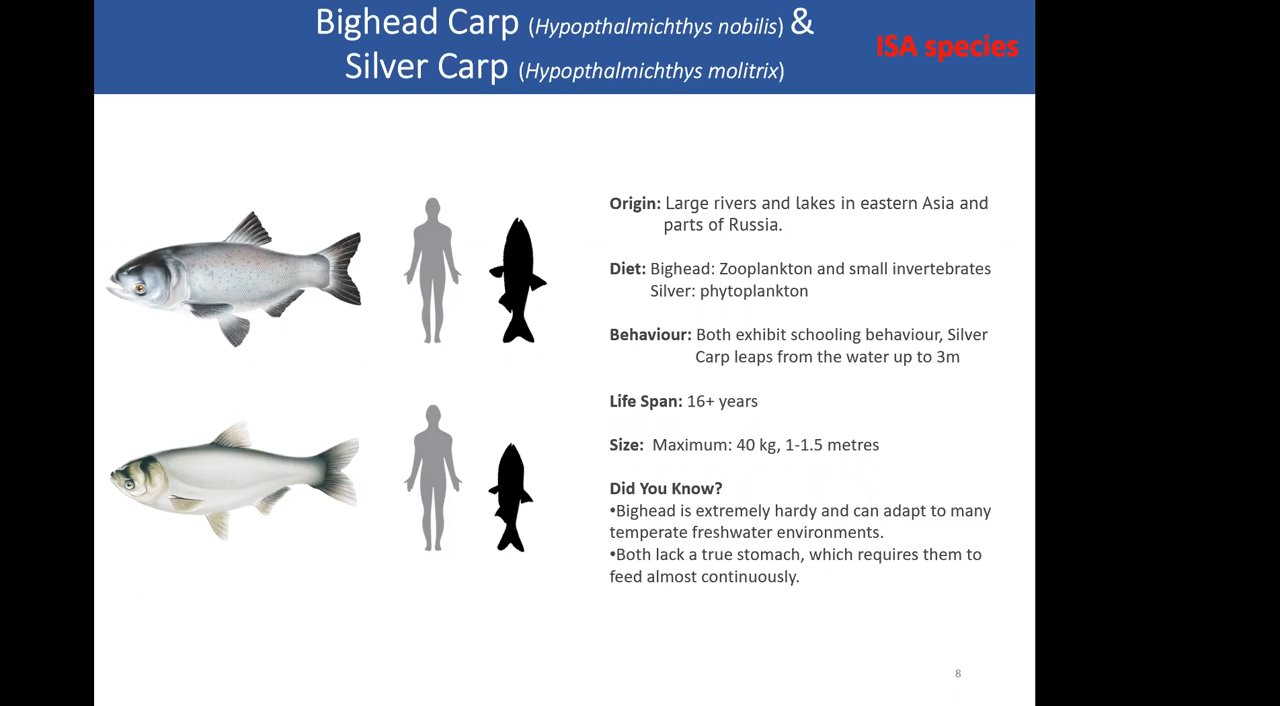 Bighead Carp (Hypopthalmichthys nobilis) &
Silver Carp (Hypopthalmichthys molitrix)
ISA species
Origin: Large rivers and lakes in eastern Asia and
parts of Russia.
Diet: Bighead: Zooplankton and small invertebrates
Silver: phytoplankton
Behaviour: Both exhibit schooling behaviour, Silver
Carp leaps from the water up to 3m
Life Span: 16+ years
Size: Maximum: 40 kg, 1-1.5 metres
Did You Know?
•Bighead is extremely hardy and can adapt to many
temperate freshwater environments.
•Both lack a true stomach, which requires them to
feed almost continuously.
8